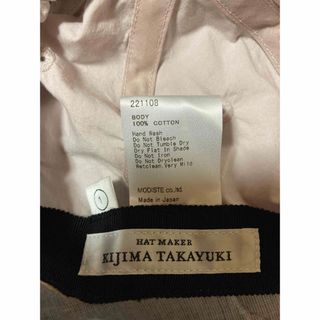 221108
BODY
100% COTTON
Hand Wash
Do Not Bleach
Do Not Tumble Dry
Dry Flat In Shade
Do Not Iron
Do Not Dryclean
Wetclean.Very Mild
MODISTE co.,ltd.
Made in Japan
1
HAT MAKER
KIJIMA TAKAYUKI